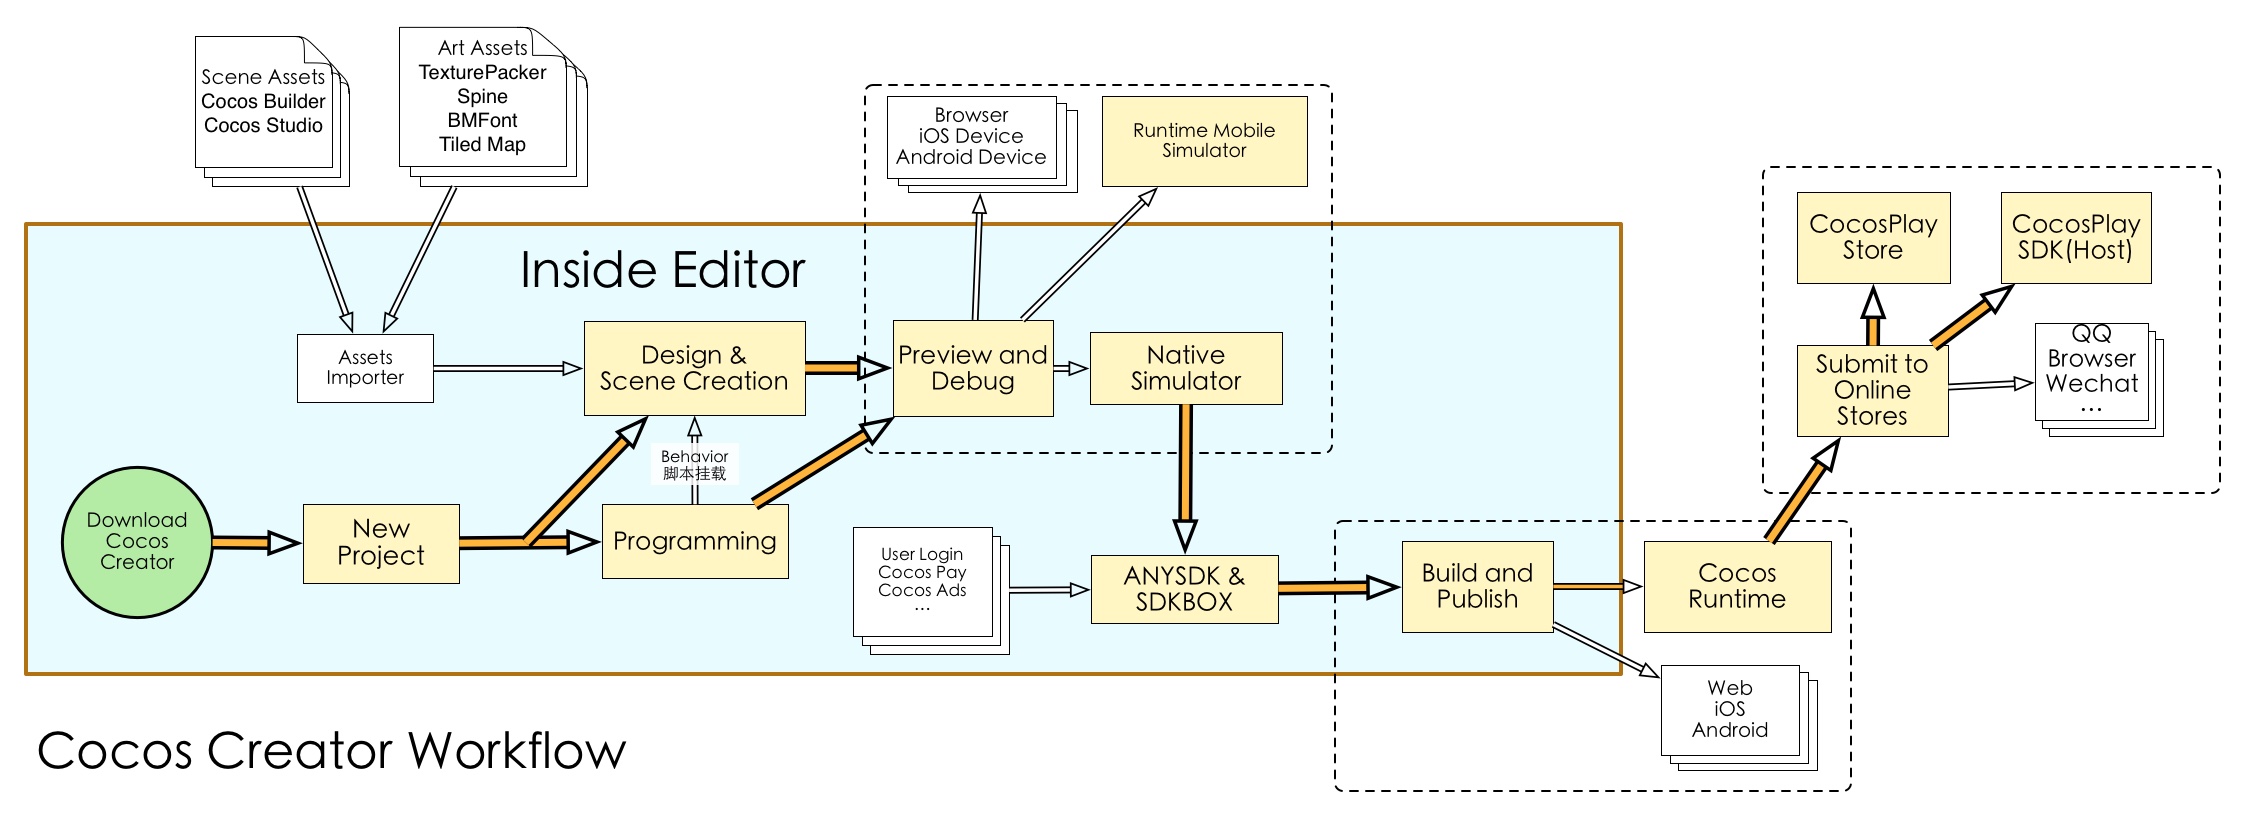 Scene Assets
Cocos Builder
Cocos Studio
Art Assets
TexturePacker
Spine
BMFont
Tiled Map
Browser
iOS Device
Android Device
Runtime Mobile
Simulator
CocosPlay
Store
CocosPlay
SDK(Host)
Inside Editor
Assets
Importer
Design &
Scene Creation
Preview and
Debug
Native
Simulator
Submit to
Online
Stores
QQ
Browser
Wechat
...
Behavior
脚本挂载
Download
Cocos
Creator
New
Project
Programming
User Login
Cocos Pay
Cocos Ads
...
ANYSDK &
SDKBOX
Build and
Publish
Cocos
Runtime
Web
iOS
Android
Cocos Creator Workflow